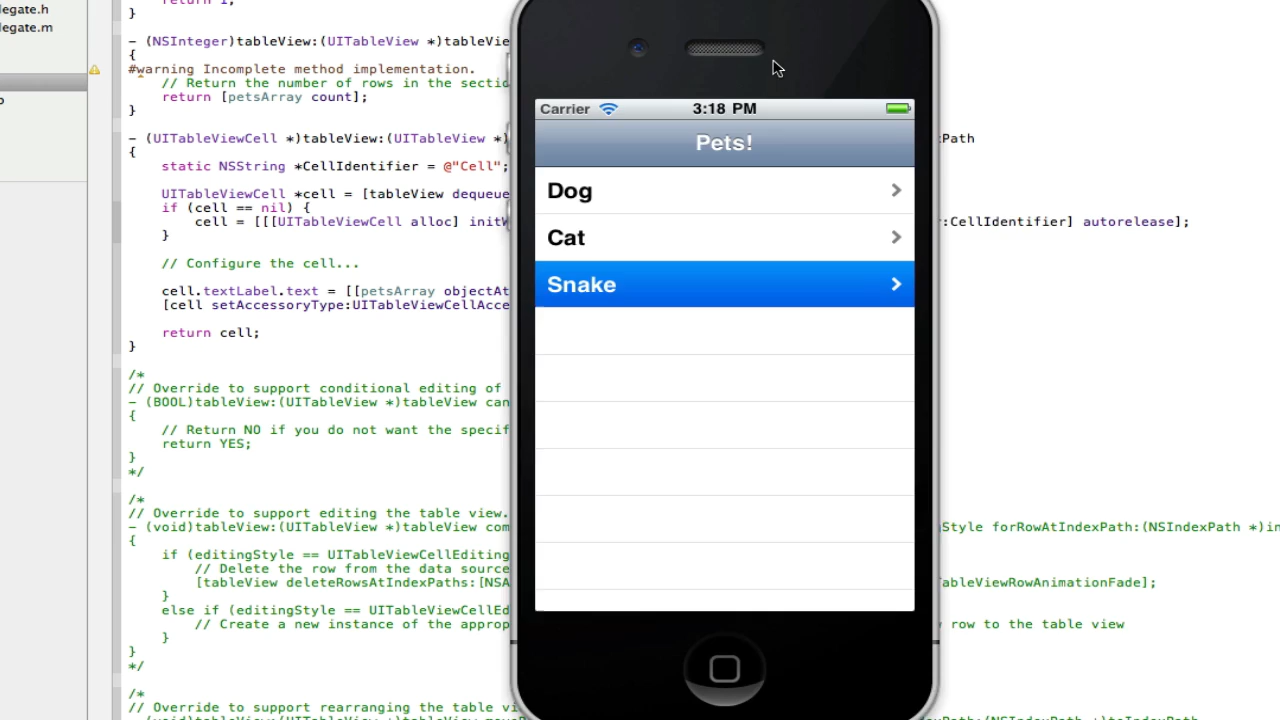 legate.h
legate.m
return 1;
}
- (NSInteger)tableView:(UITableView *)tableVie
{
#warning Incomplete method implementation.
// Return the number of rows in the sectio
return [petsArray count];
}
- (UITableViewCell *)tableView:(UITableView *) Path
{
static NSString *CellIdentifier = @"Cell";
UITableViewCell *cell = [tableView dequeue
if (cell == nil) {
cell = [[[UITableViewCell alloc] initW :CellIdentifier] autorelease];
}
// Configure the cell...
cell.textLabel.text = [[petsArray objectAt
[cell setAccessoryType:UITableViewCellAcce
return cell;
}
/*
// Override to support conditional editing of
- (BOOL)tableView:(UITableView *)tableView can
{
// Return NO if you do not want the specif
return YES;
}
*/
/*
// Override to support editing the table view.
- (void)tableView:(UITableView *)tableView com gStyle forRowAtIndexPath:(NSIndexPath *)in
{
if (editingStyle == UITableViewCellEditing
// Delete the row from the data source
[tableView deleteRowsAtIndexPaths:[NSA ableViewRowAnimationFade];
}
else if (editingStyle == UITableViewCellEd
// Create a new instance of the approp row to the table view
}
}
*/
/*
// Override to support rearranging the table vi
Carrier 3:18 PM
Pets!
Dog
Cat
Snake